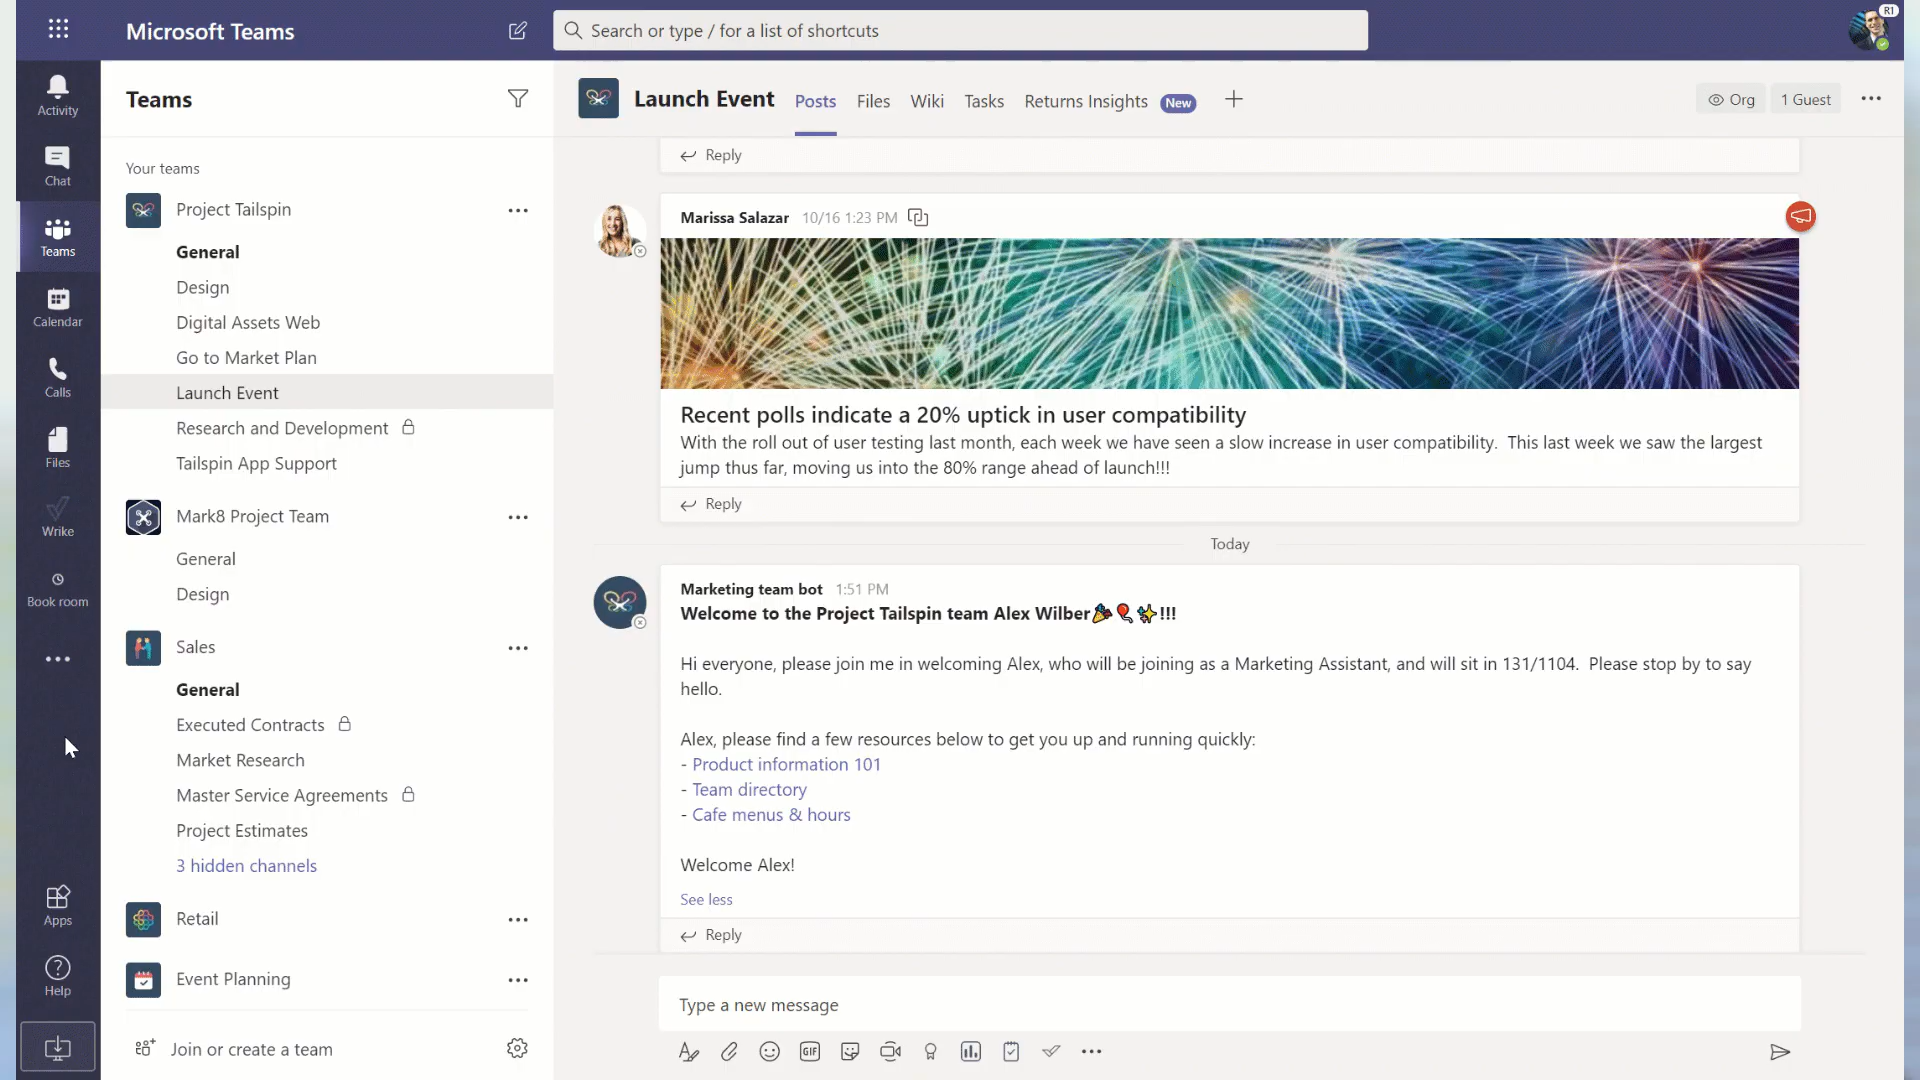 Microsoft Teams
Search or type / for a list of shortcuts
R1
Activity
Chat
Teams
Calendar
Calls
Files
Wrike
Book room
Apps
Help
Teams
Your teams
Project Tailspin
General
Design
Digital Assets Web
Go to Market Plan
Launch Event
Research and Development
Tailspin App Support
Mark8 Project Team
General
Design
Sales
General
Executed Contracts
Market Research
Master Service Agreements
Project Estimates
3 hidden channels
Retail
Event Planning
Join or create a team
Launch Event Posts Files Wiki Tasks Returns Insights New
Org 1 Guest
Reply
Marissa Salazar 10/16 1:23 PM
Recent polls indicate a 20% uptick in user compatibility
With the roll out of user testing last month, each week we have seen a slow increase in user compatibility. This last week we saw the largest
jump thus far, moving us into the 80% range ahead of launch!!!
Reply
Today
Marketing team bot 1:51 PM
Welcome to the Project Tailspin team Alex Wilber🎉🎈✨!!!
Hi everyone, please join me in welcoming Alex, who will be joining as a Marketing Assistant, and will sit in 131/1104. Please stop by to say
hello.
Alex, please find a few resources below to get you up and running quickly:
- Product information 101
- Team directory
- Cafe menus & hours
Welcome Alex!
See less
Reply
Type a new message
GIF